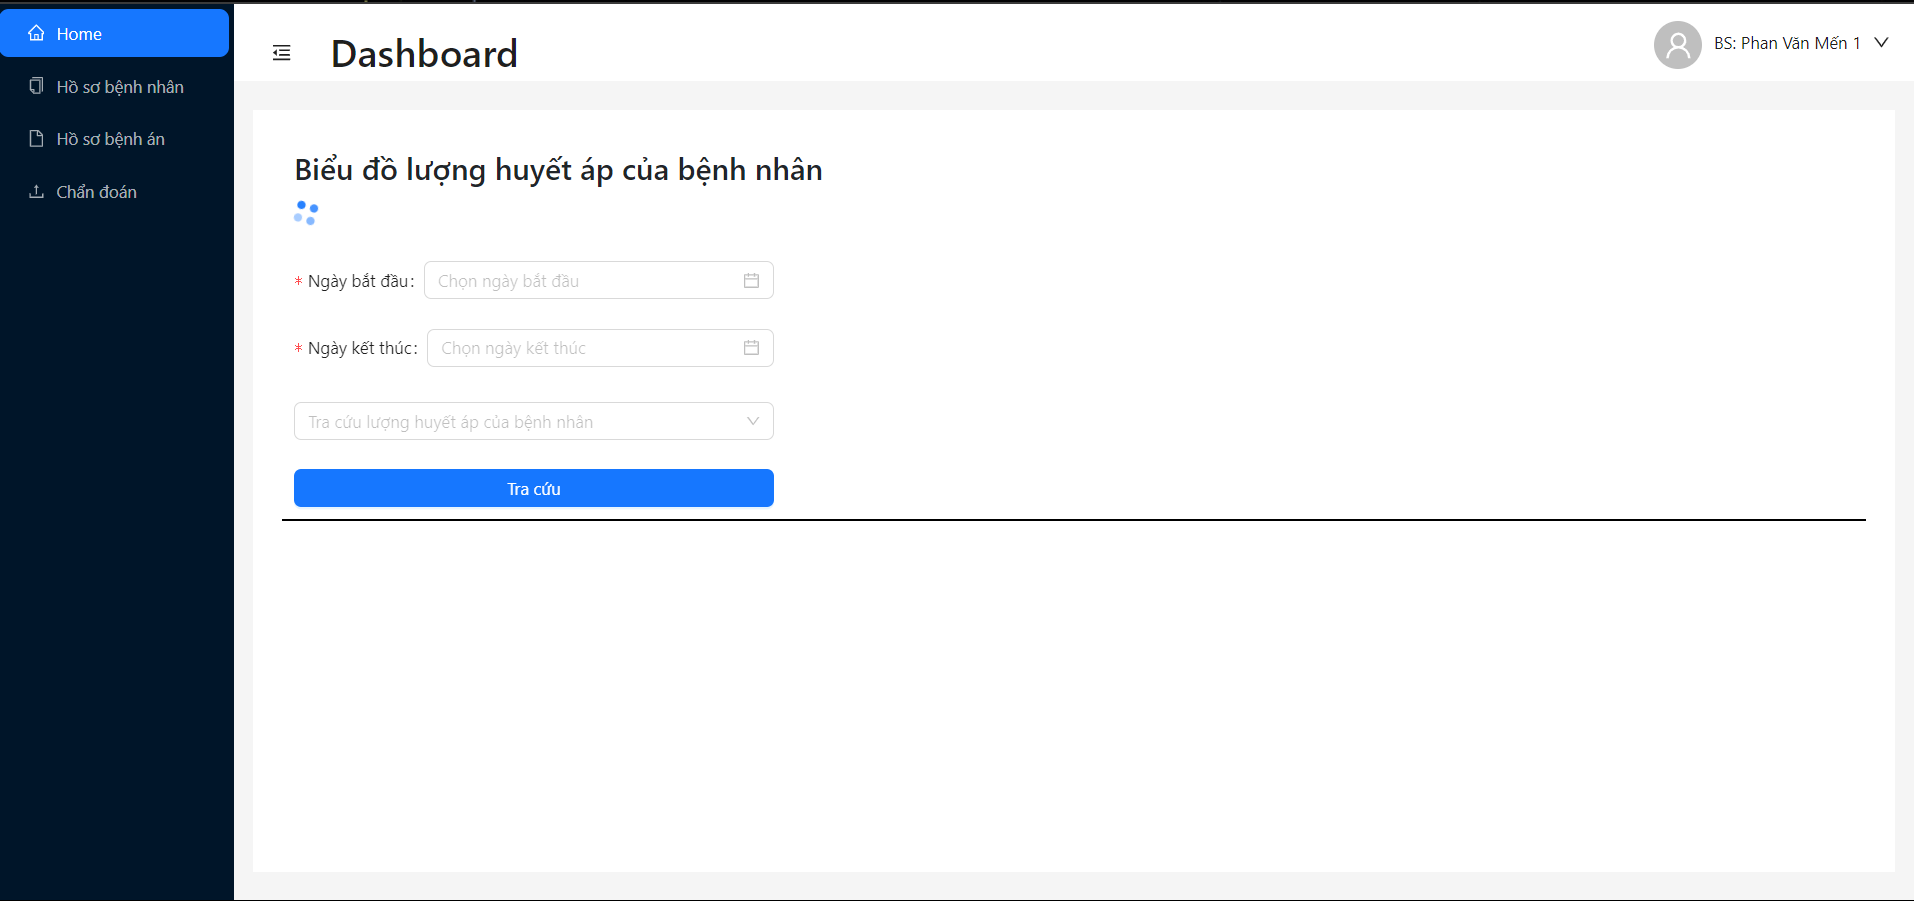 Home
Hồ sơ bệnh nhân
Hồ sơ bệnh án
Chẩn đoán
Dashboard
BS: Phan Văn Mến 1
Biểu đồ lượng huyết áp của bệnh nhân
* Ngày bắt đầu: Chọn ngày bắt đầu
* Ngày kết thúc: Chọn ngày kết thúc
Tra cứu lượng huyết áp của bệnh nhân
Tra cứu